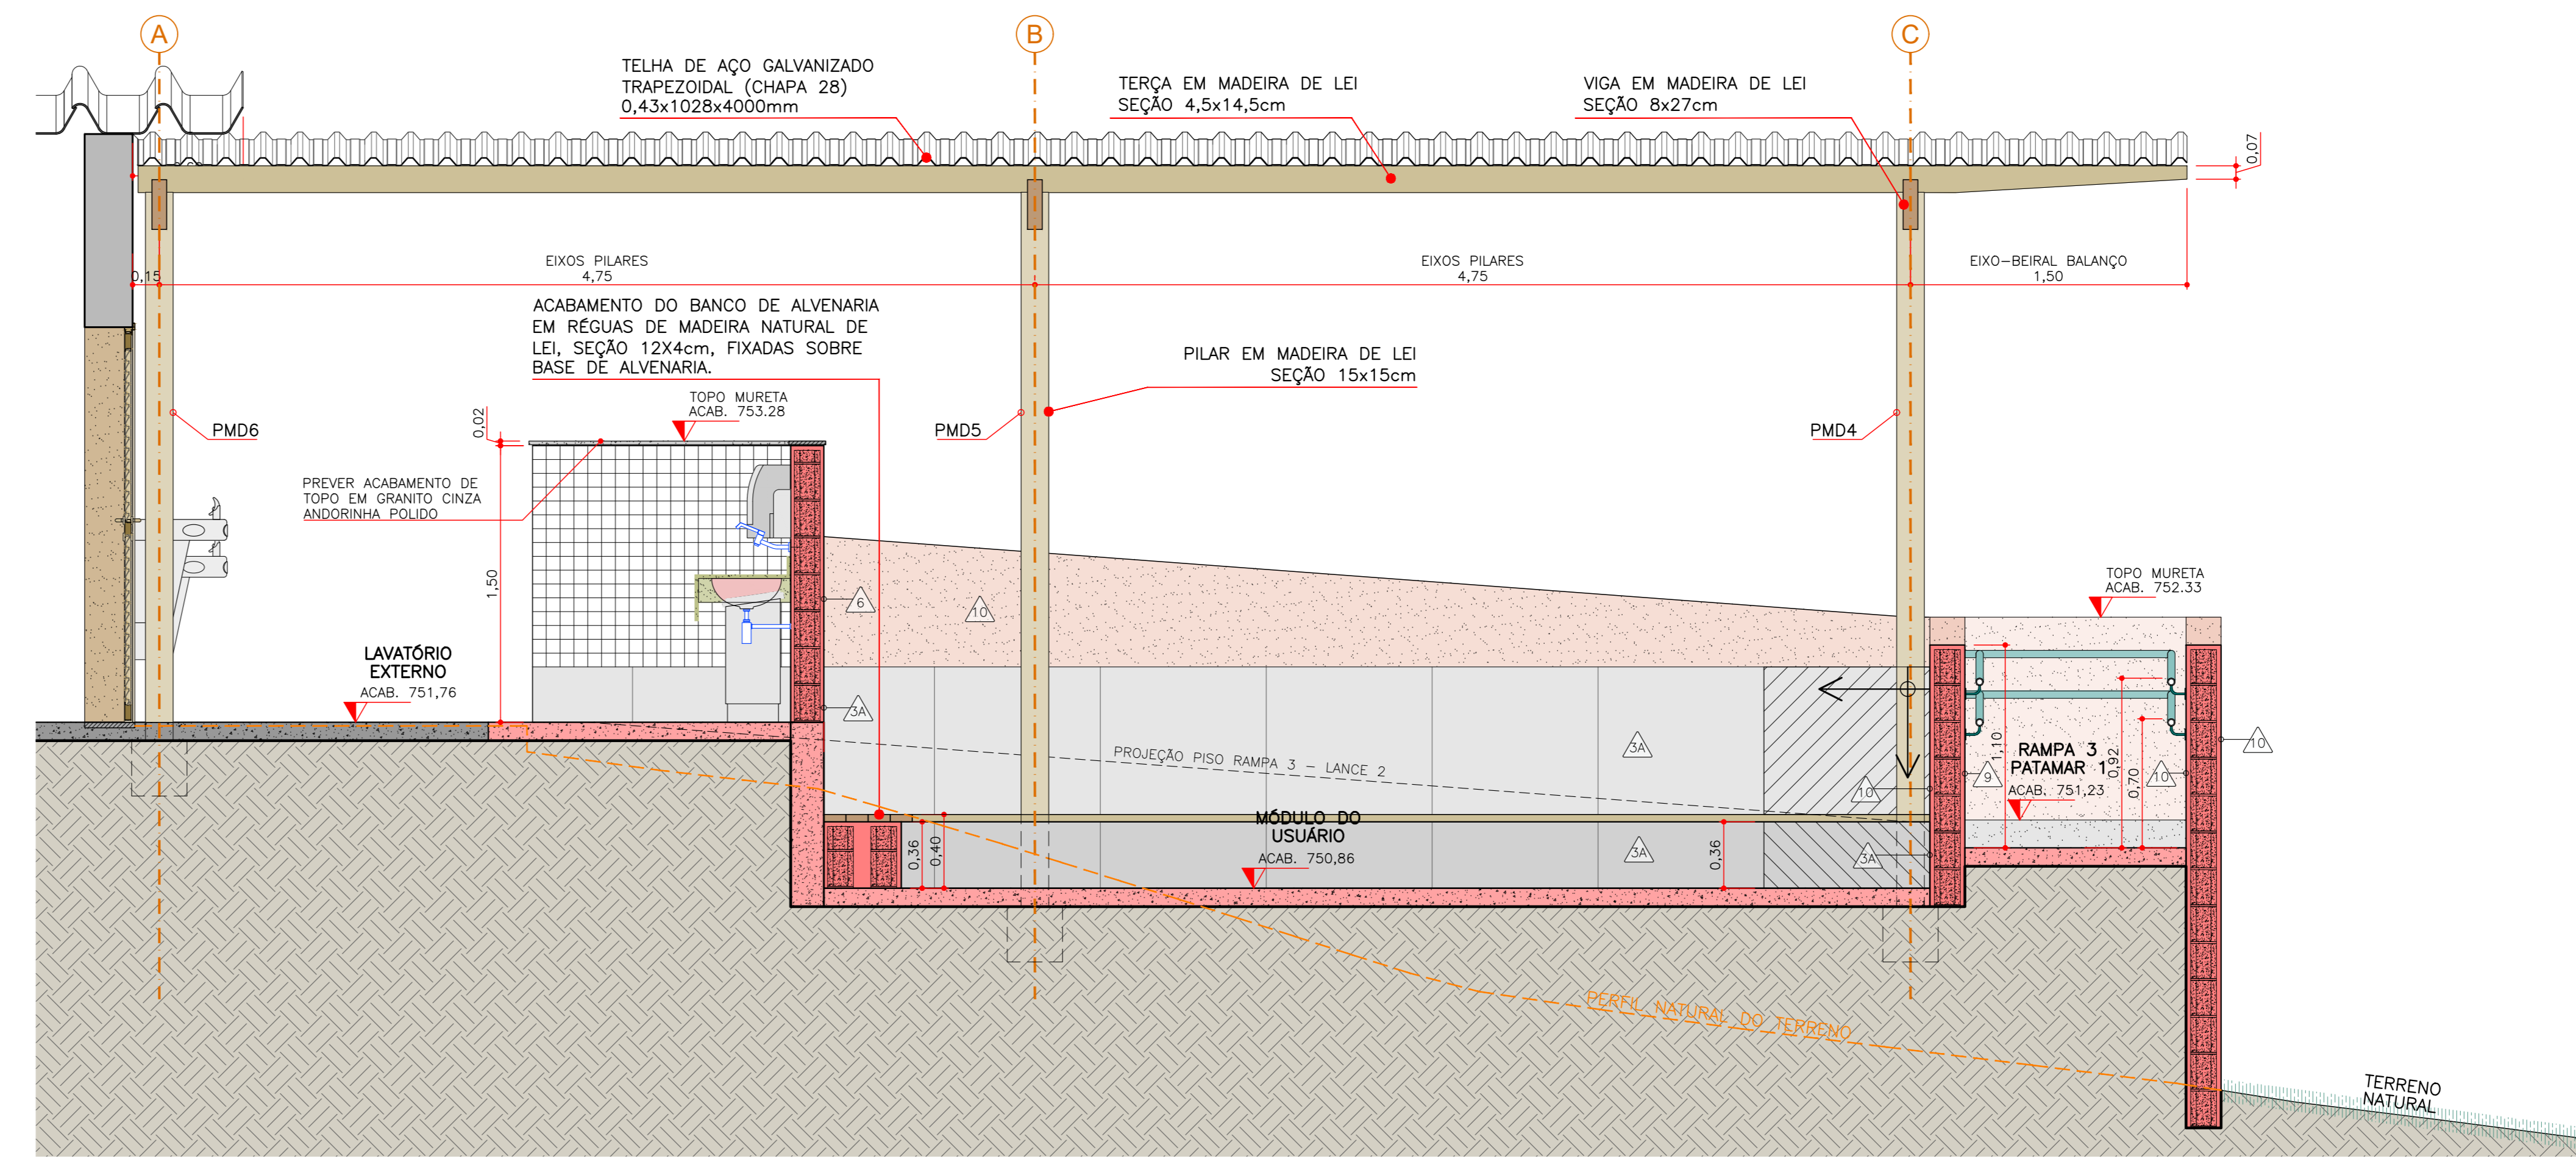 A
B
C
TELHA DE AÇO GALVANIZADO
TRAPEZOIDAL (CHAPA 28)
0,43x1028x4000mm
TERÇA EM MADEIRA DE LEI
SEÇÃO 4,5x14,5cm
VIGA EM MADEIRA DE LEI
SEÇÃO 8x27cm
0,07
0,15
EIXOS PILARES
4,75
EIXOS PILARES
4,75
EIXO-BEIRAL BALANÇO
1,50
ACABAMENTO DO BANCO DE ALVENARIA
EM RÉGUAS DE MADEIRA NATURAL DE
LEI, SEÇÃO 12X4cm, FIXADAS SOBRE
BASE DE ALVENARIA.
PILAR EM MADEIRA DE LEI
SEÇÃO 15x15cm
TOPO MURETA
ACAB. 753.28
0,02
PMD6
PMD5
PMD4
PREVER ACABAMENTO DE
TOPO EM GRANITO CINZA
ANDORINHA POLIDO
1,50
TOPO MURETA
ACAB. 752.33
6
10
LAVATÓRIO
EXTERNO
ACAB. 751,76
3A
3A
PROJEÇÃO PISO RAMPA 3 - LANCE 2
10
1,10
RAMPA 3
PATAMAR 1
ACAB. 751,23
9
0,92
0,70
10
10
MÓDULO DO
USUÁRIO
ACAB. 750,86
0,36
0,40
3A
0,36
3A
PERFIL NATURAL DO TERRENO
TERRENO
NATURAL